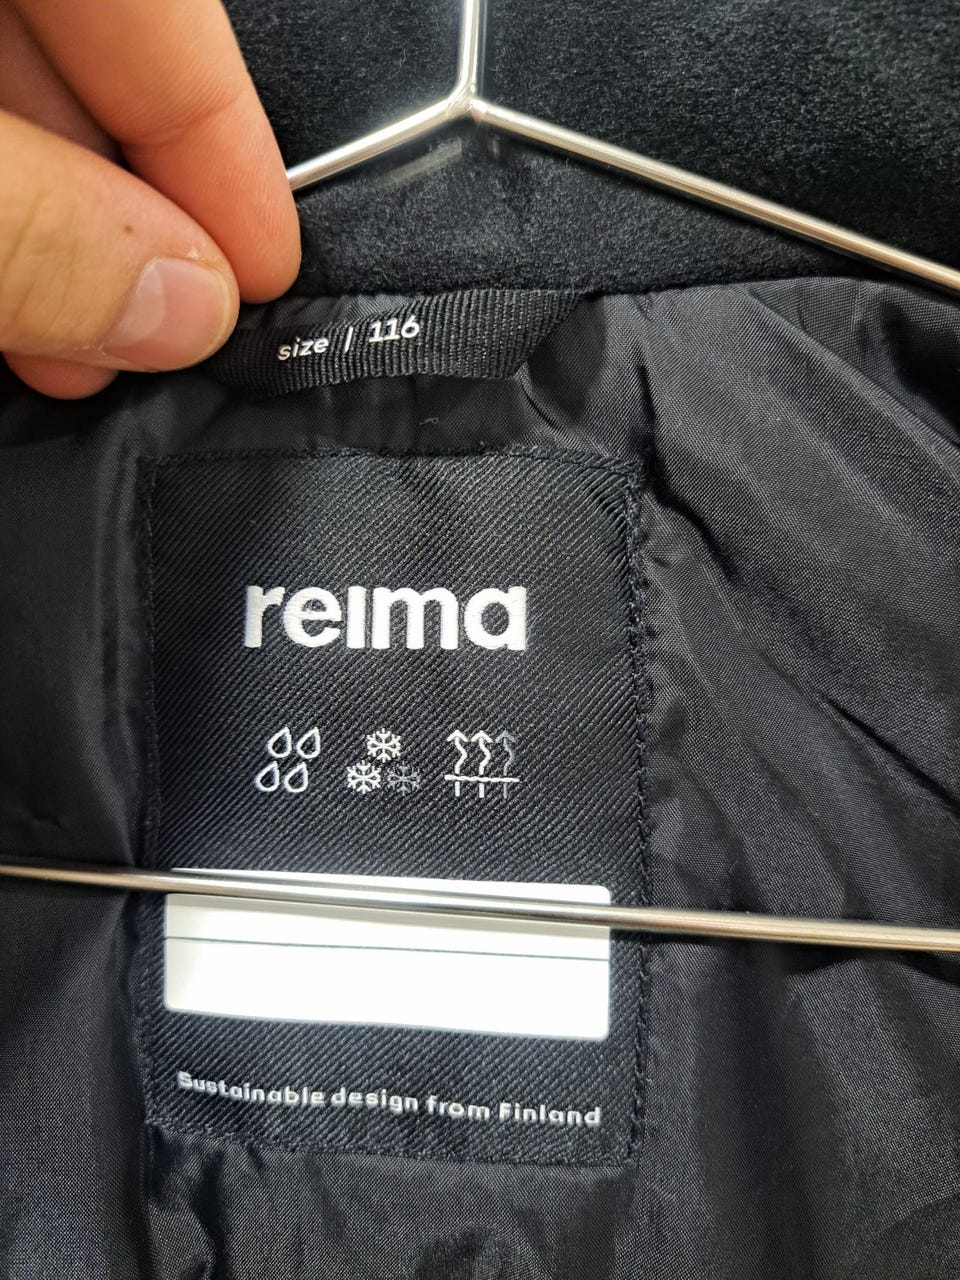 size | 116
reima
Sustainable design from Finland